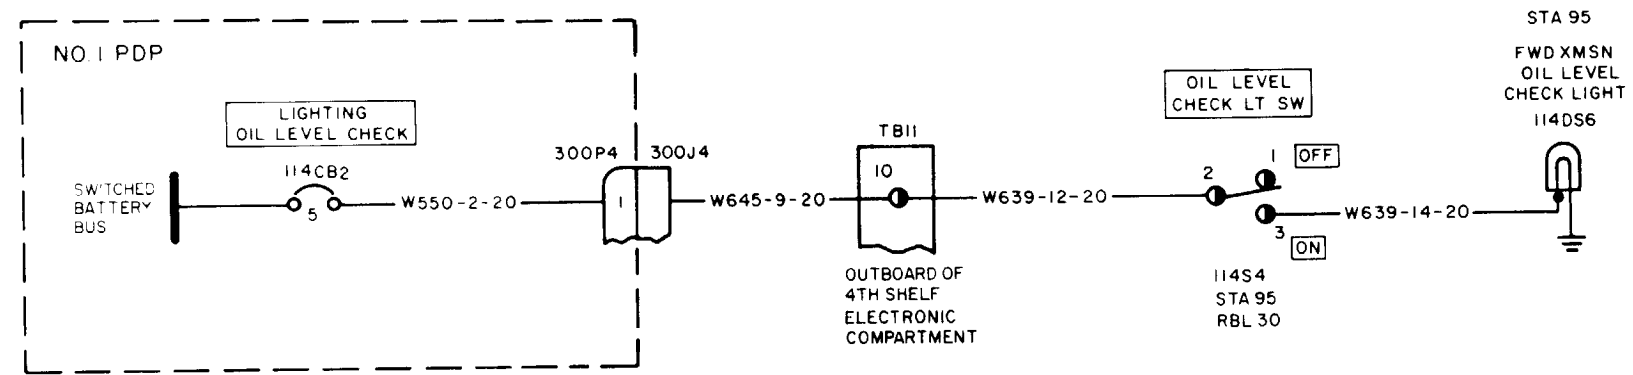 NO. 1 PDP
LIGHTING
OIL LEVEL CHECK
114CB2
5
SWITCHED
BATTERY
BUS
W550-2-20
300P4
300J4
1
W645-9-20
TB11
10
OUTBOARD OF
4TH SHELF
ELECTRONIC
COMPARTMENT
W639-12-20
OIL LEVEL
CHECK LT SW
2
1
OFF
3
ON
114S4
STA 95
RBL 30
W639-14-20
STA 95
FWD XMSN
OIL LEVEL
CHECK LIGHT
114DS6